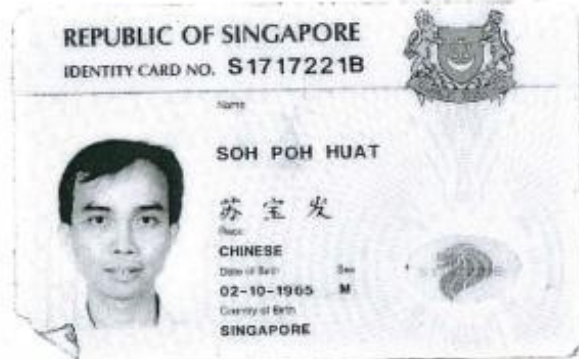 REPUBLIC OF SINGAPORE
IDENTITY CARD NO. S1717221B
Name
SOH POH HUAT
苏宝发
Race
CHINESE
Date of Birth Sex
02-10-1965 M
Country of Birth
SINGAPORE